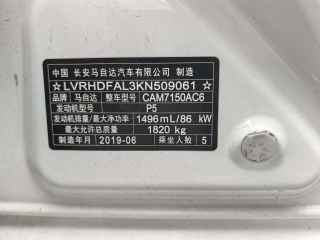 中国 长安马自达汽车有限公司 制造
☆LVRHDFAL3KN509061☆
品牌 马自达 整车型号 CAM7150AC6
发动机型号 P5
发动机排量/最大净功率 1496mL/86 kW
最大允许总质量 1820 kg
制造年月 2019-06 乘坐人数 5